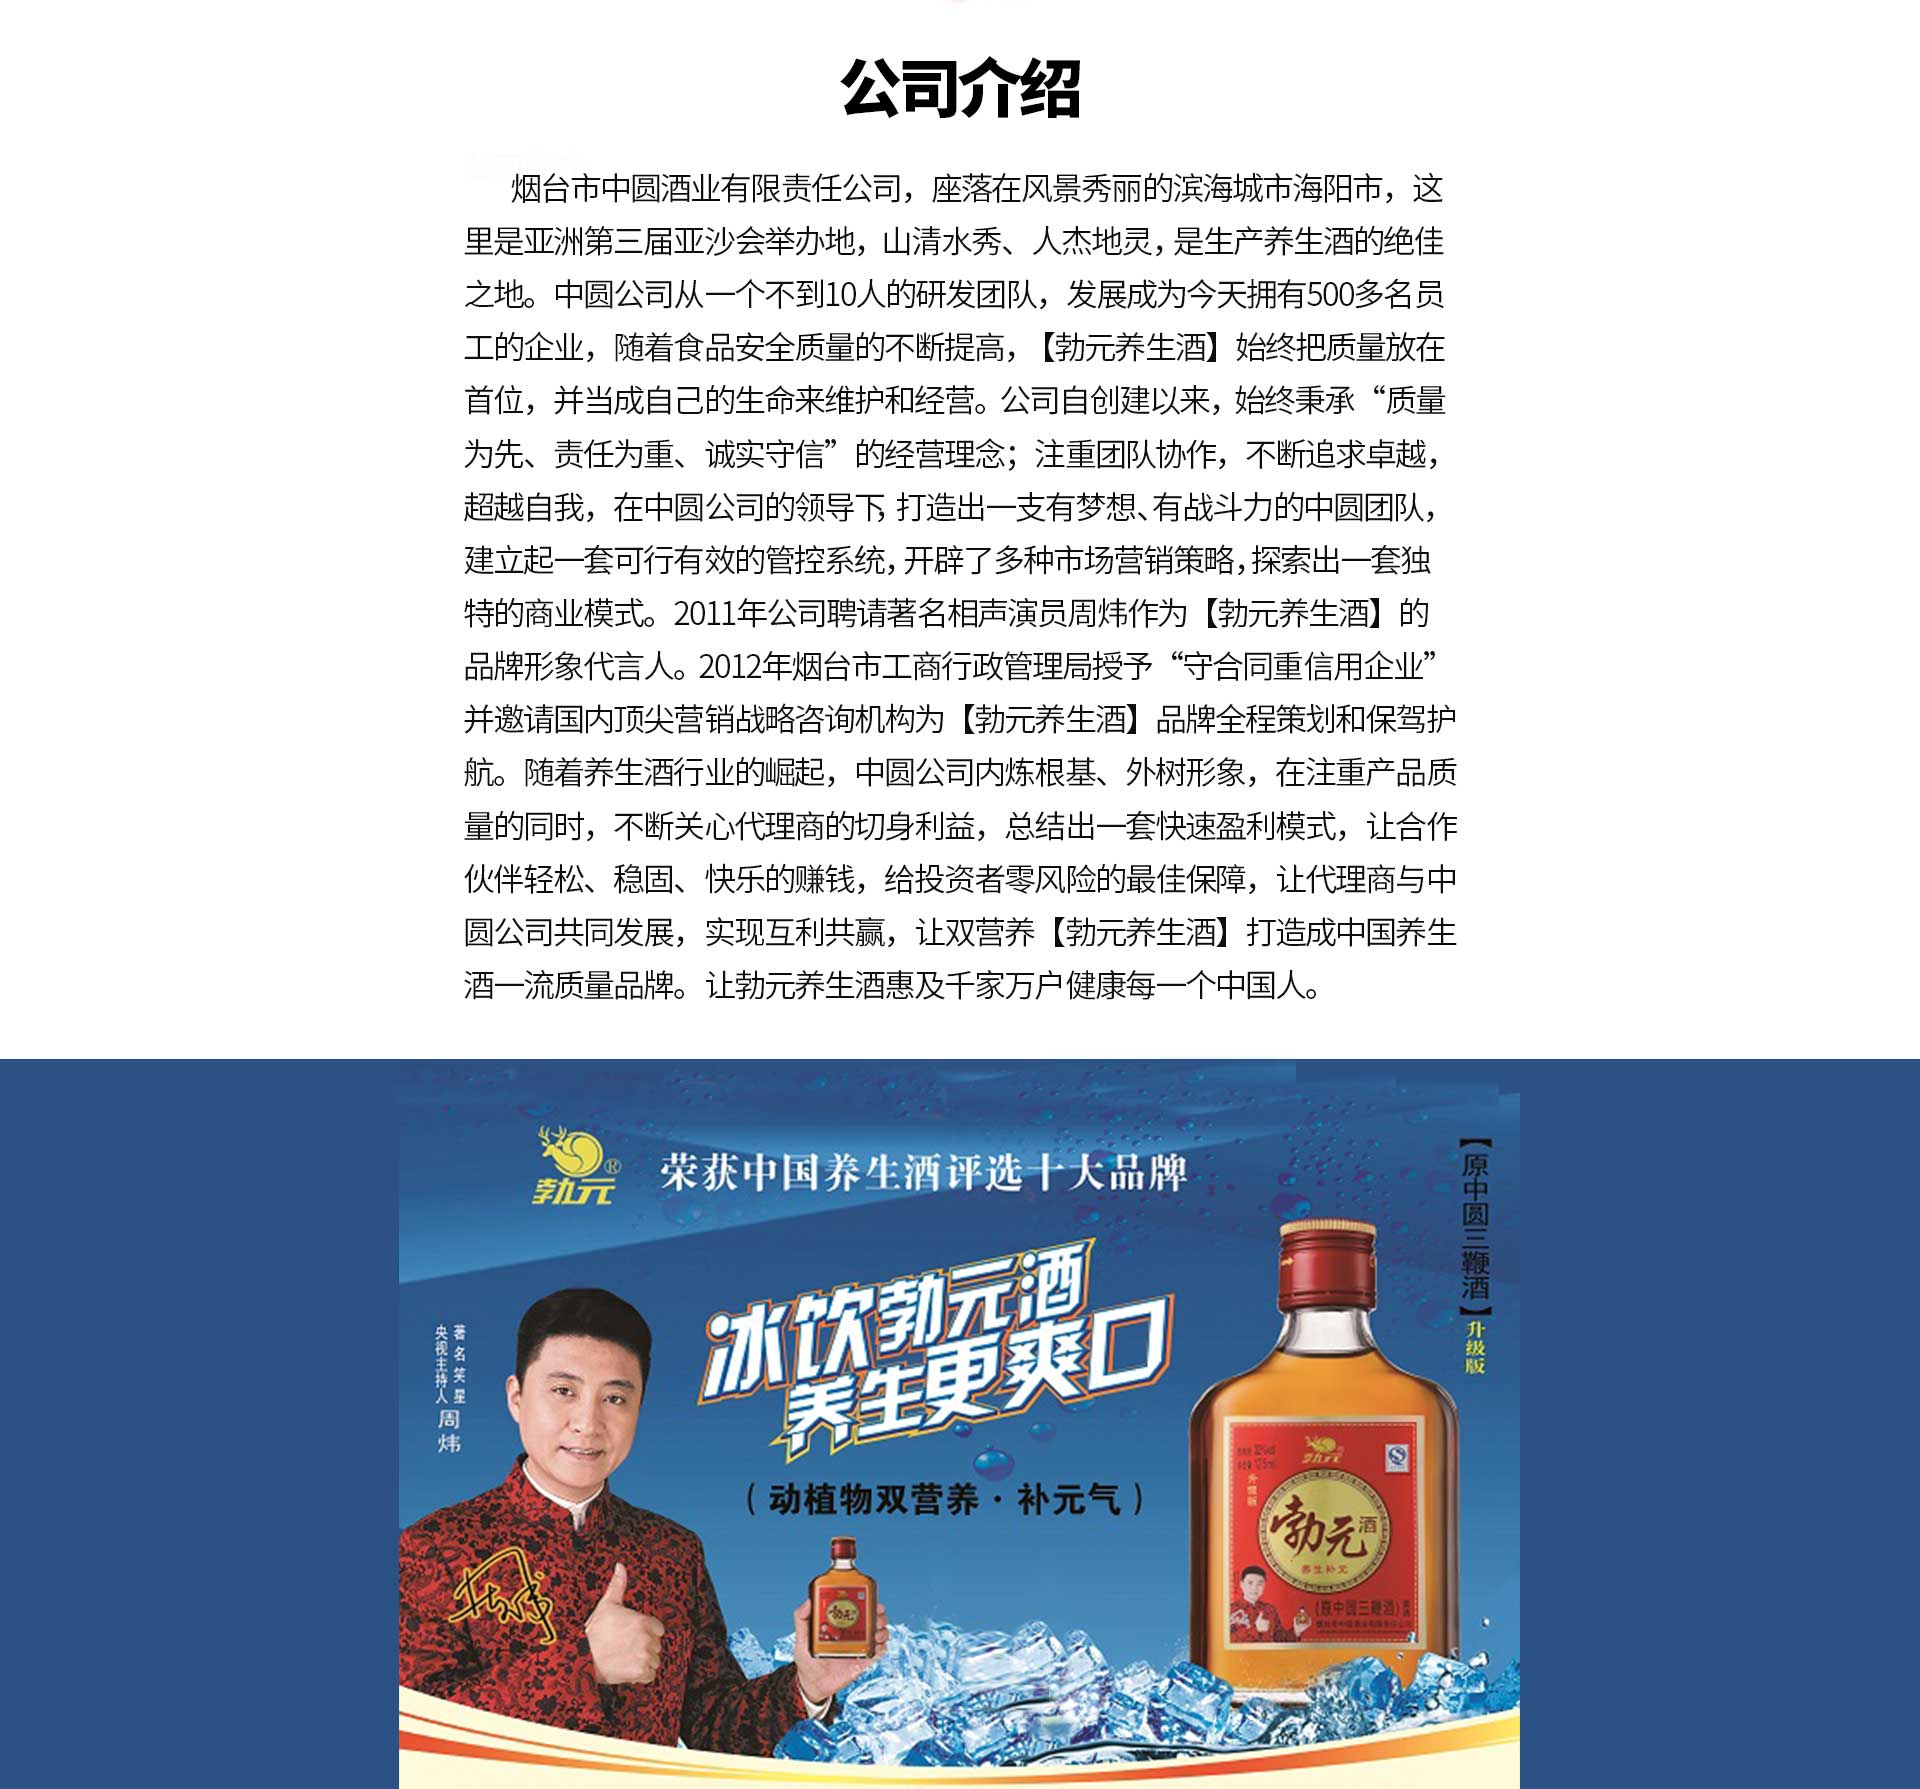 公司介绍
烟台市中圆酒业有限责任公司，座落在风景秀丽的滨海城市海阳市，这
里是亚洲第三届亚沙会举办地，山清水秀、人杰地灵，是生产养生酒的绝佳
之地。中圆公司从一个不到10人的研发团队，发展成为今天拥有500多名员
工的企业，随着食品安全质量的不断提高，【勃元养生酒】始终把质量放在
首位，并当成自己的生命来维护和经营。公司自创建以来，始终秉承“质量
为先、责任为重、诚实守信”的经营理念；注重团队协作，不断追求卓越，
超越自我，在中圆公司的领导下，打造出一支有梦想、有战斗力的中圆团队，
建立起一套可行有效的管控系统，开辟了多种市场营销策略，探索出一套独
特的商业模式。2011年公司聘请著名相声演员周炜作为【勃元养生酒】的
品牌形象代言人。2012年烟台市工商行政管理局授予“守合同重信用企业”
并邀请国内顶尖营销战略咨询机构为【勃元养生酒】品牌全程策划和保驾护
航。随着养生酒行业的崛起，中圆公司内炼根基、外树形象，在注重产品质
量的同时，不断关心代理商的切身利益，总结出一套快速盈利模式，让合作
伙伴轻松、稳固、快乐的赚钱，给投资者零风险的最佳保障，让代理商与中
圆公司共同发展，实现互利共赢，让双营养【勃元养生酒】打造成中国养生
酒一流质量品牌。让勃元养生酒惠及千家万户健康每一个中国人。
勃元®
荣获中国养生酒评选十大品牌
【原中圆三鞭酒】升级版
冰饮勃元酒
养生更爽口
（动植物双营养·补元气）
著名笑星
央视主持人
周炜
勃元
勃元
升级版
勃元酒
养生补元
（原中圆三鞭酒）